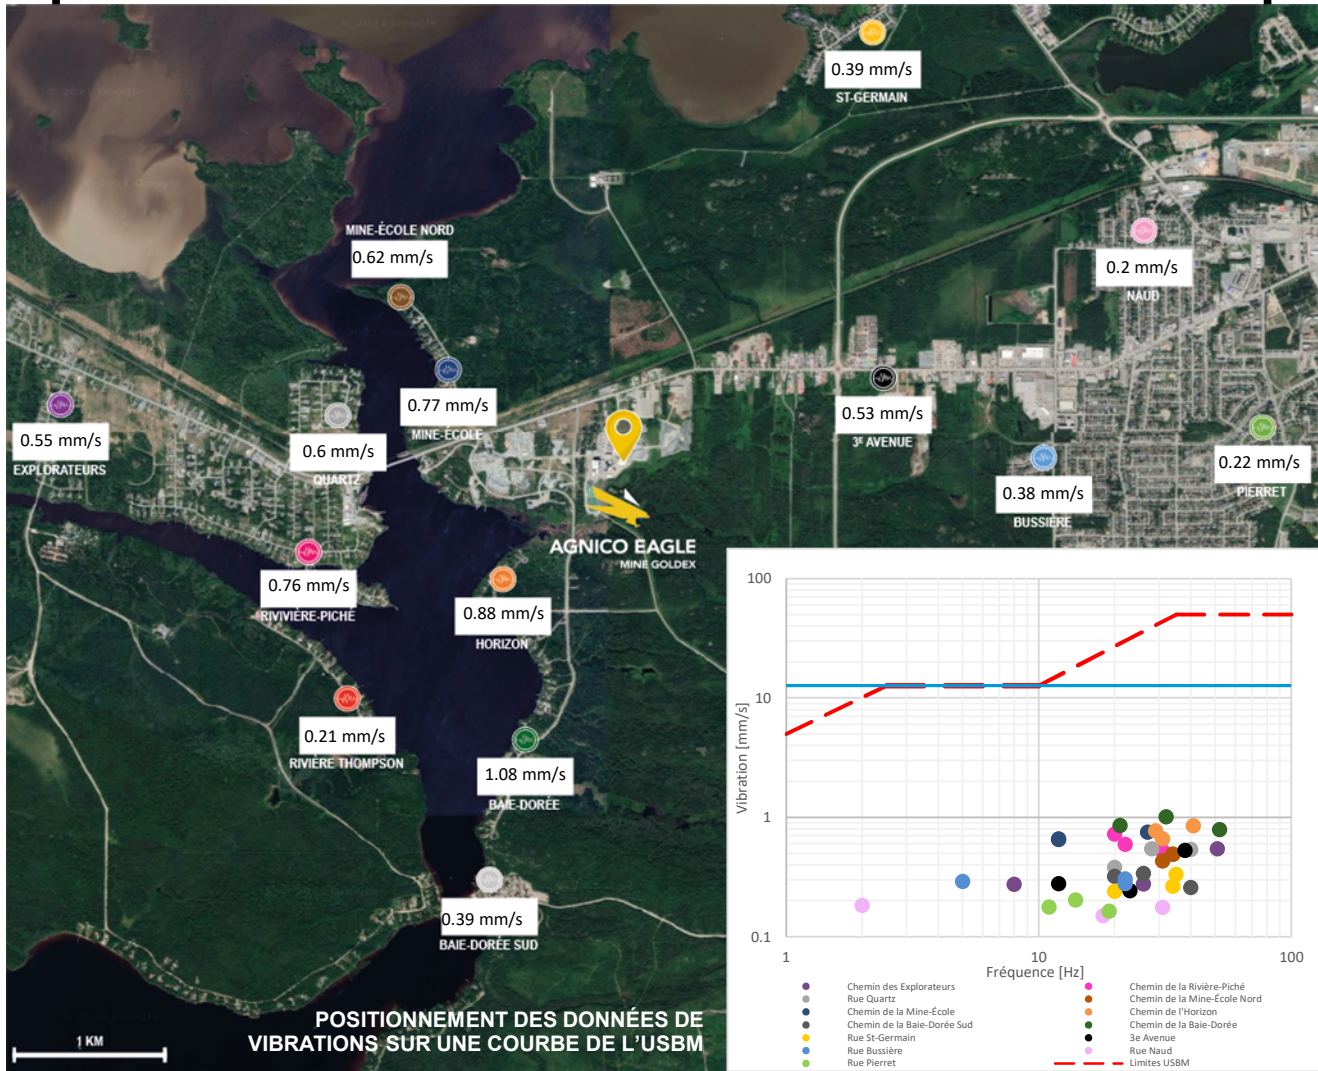 0.39 mm/s
ST-GERMAIN
MINE-ÉCOLE NORD
0.62 mm/s
0.2 mm/s
NAUD
0.77 mm/s
MINE-ÉCOLE
0.55 mm/s
EXPLORATEURS
0.6 mm/s
QUARTZ
0.53 mm/s
3E AVENUE
0.22 mm/s
PIERRET
0.38 mm/s
BUSSIÈRE
AGNICO EAGLE
MINE GOLDEX
0.76 mm/s
RIVIVIÈRE-PICHÉ
0.88 mm/s
HORIZON
0.21 mm/s
RIVIÈRE THOMPSON
1.08 mm/s
BAIE-DORÉE
0.39 mm/s
BAIE-DORÉE SUD
POSITIONNEMENT DES DONNÉES DE
VIBRATIONS SUR UNE COURBE DE L'USBM
1 KM
Vibration [mm/s]
100
10
1
0.1
1
10
100
Fréquence [Hz]
Chemin des Explorateurs
Chemin de la Rivière-Piché
Rue Quartz
Chemin de la Mine-École Nord
Chemin de la Mine-École
Chemin de l'Horizon
Chemin de la Baie-Dorée Sud
Chemin de la Baie-Dorée
Rue St-Germain
3e Avenue
Rue Bussière
Rue Naud
Rue Pierret
Limites USBM